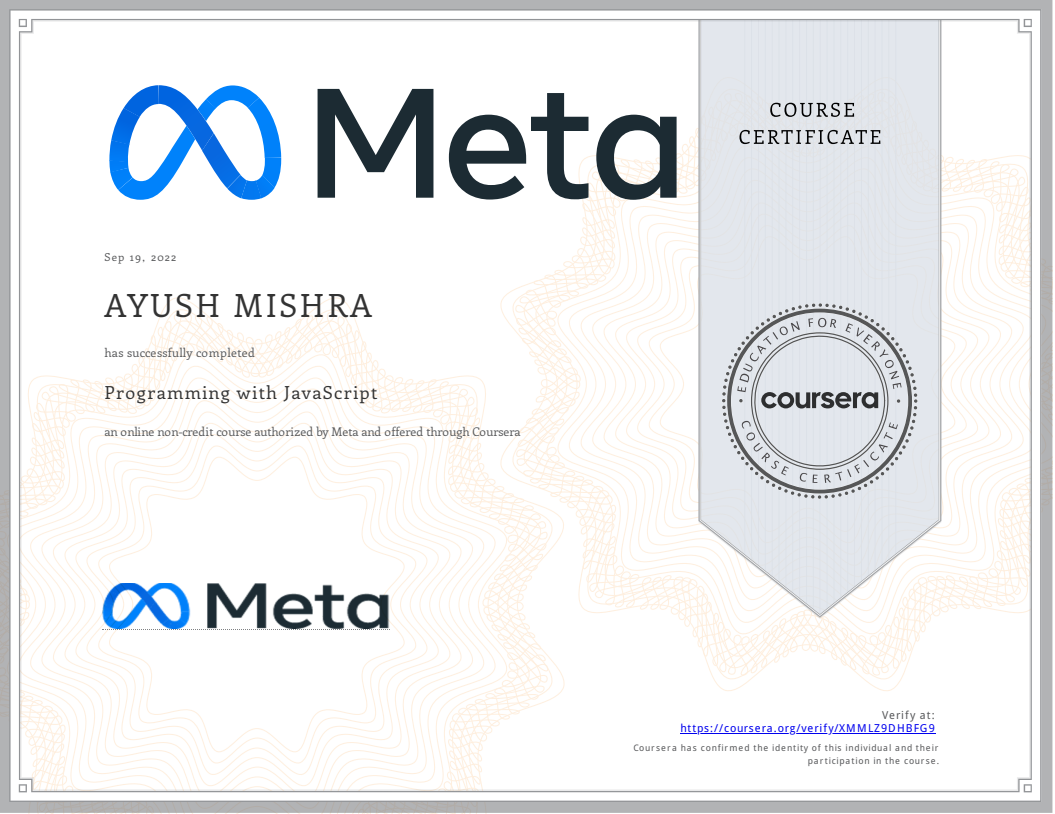 Meta
COURSE
CERTIFICATE
Sep 19, 2022
AYUSH MISHRA
has successfully completed
Programming with JavaScript
an online non-credit course authorized by Meta and offered through Coursera
EDUCATION FOR EVERYONE
coursera
COURSE CERTIFICATE
Meta
Verify at:
https://coursera.org/verify/XMMLZ9DHBFG9
Coursera has confirmed the identity of this individual and their
participation in the course.